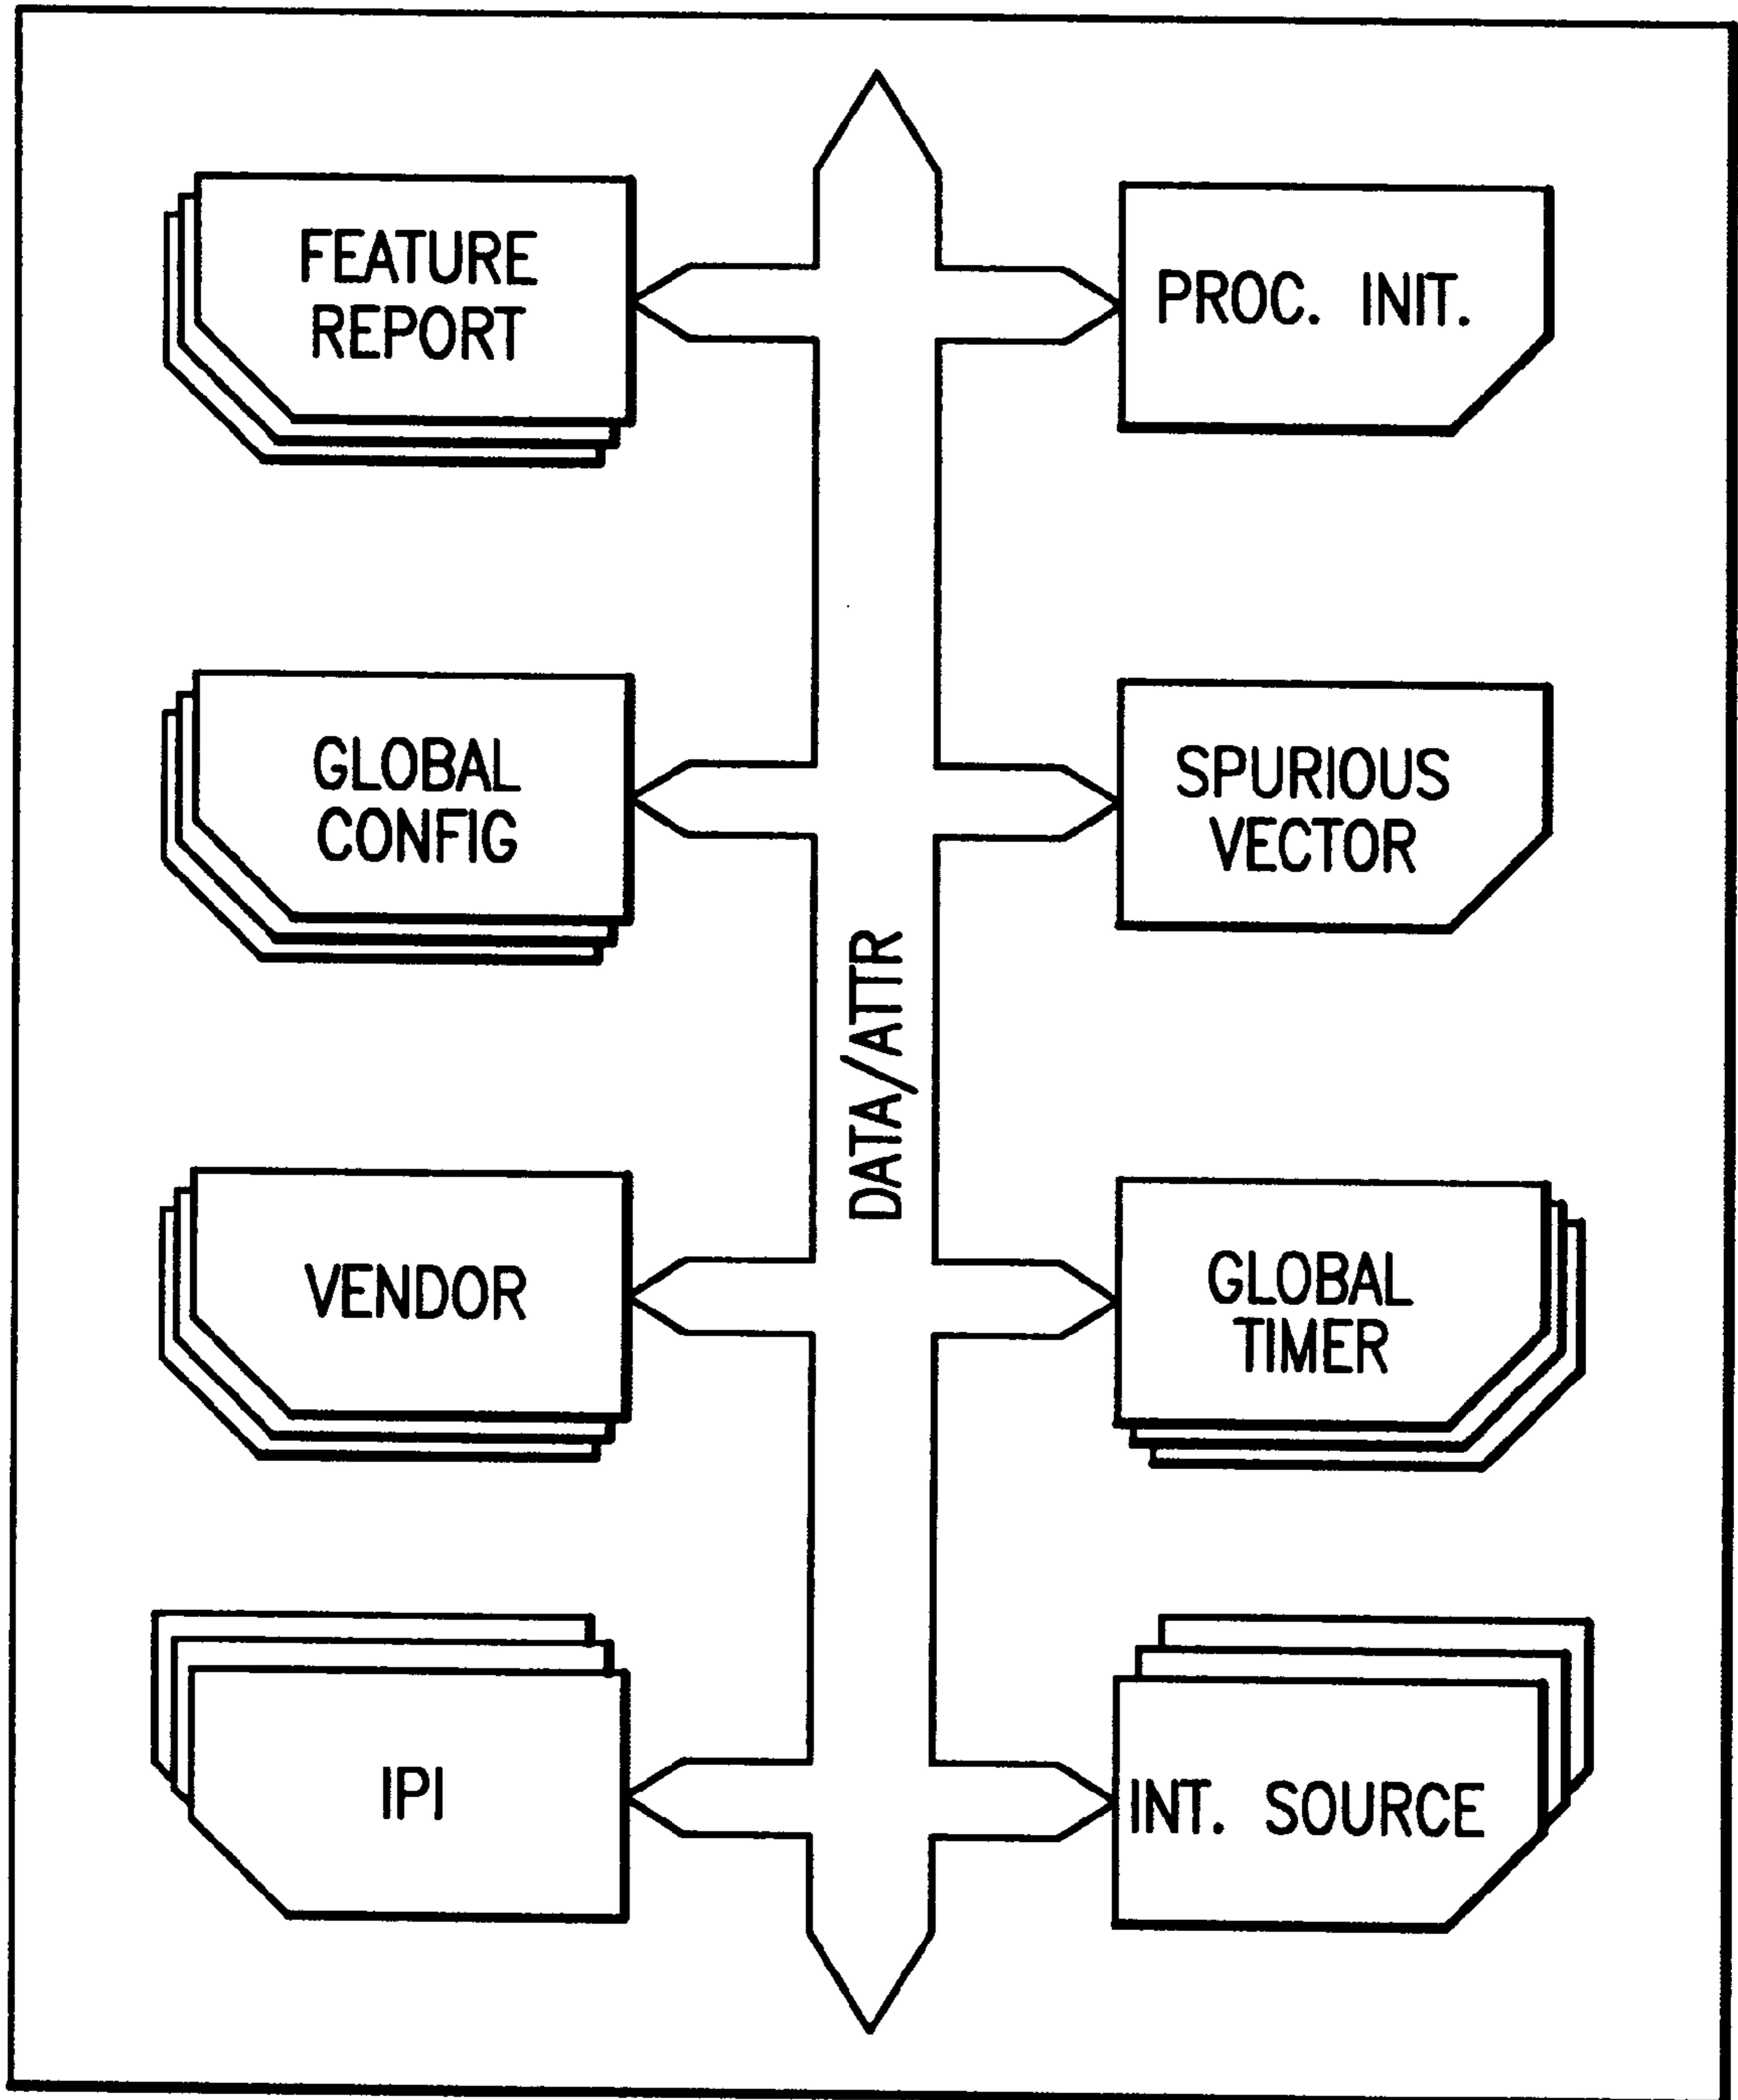 FEATURE
REPORT
PROC. INIT.
GLOBAL
CONFIG
SPURIOUS
VECTOR
DATA/ATTR
VENDOR
GLOBAL
TIMER
IPI
INT. SOURCE